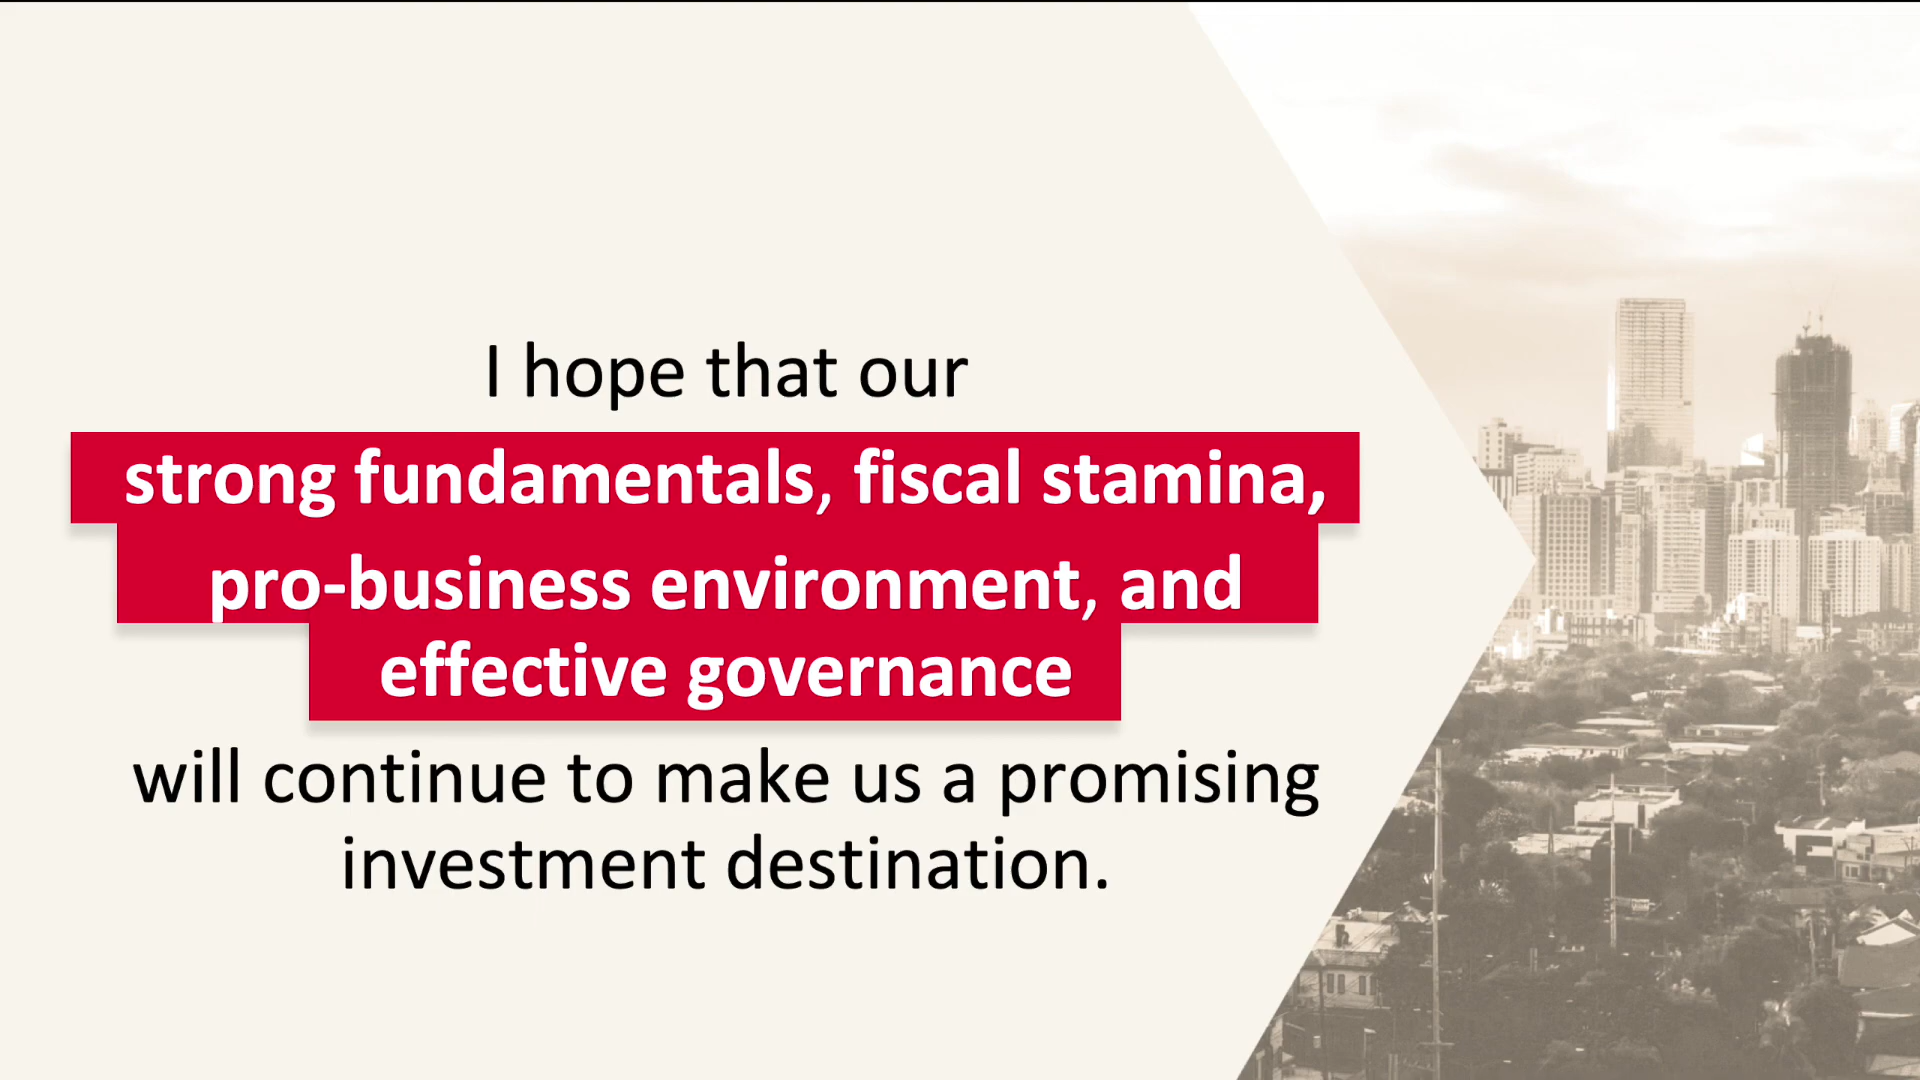 I hope that our
strong fundamentals, fiscal stamina,
pro-business environment, and
effective governance
will continue to make us a promising
investment destination.